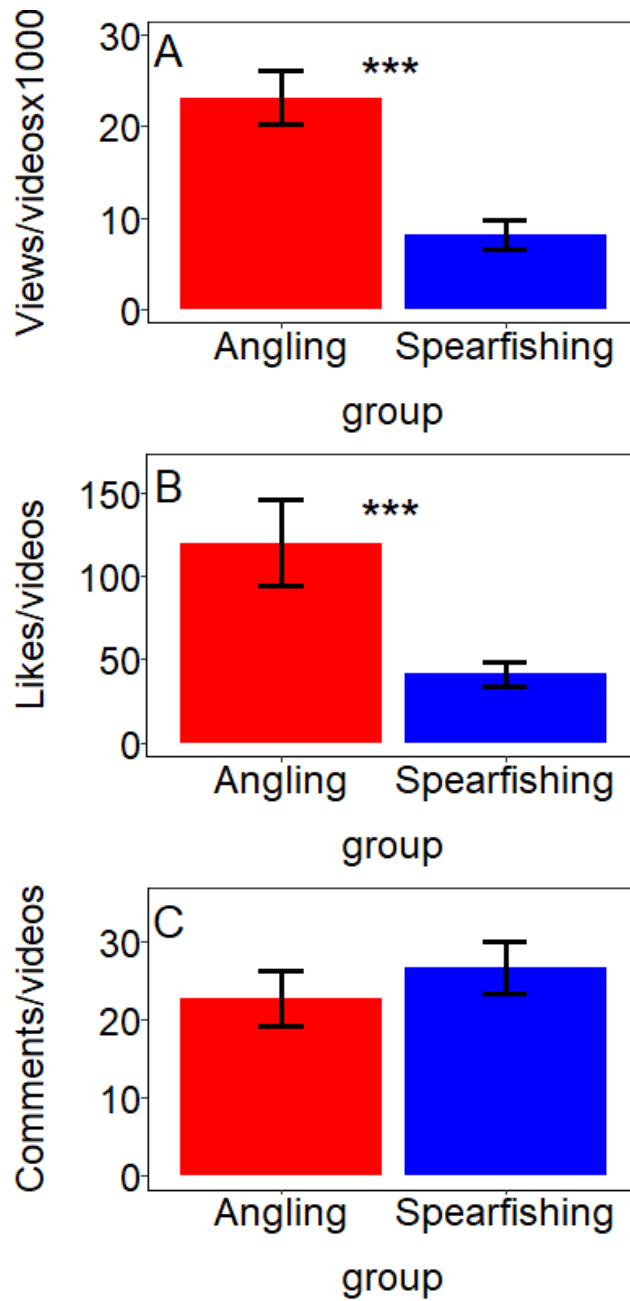 A
***
Views/videosx1000
30
20
10
0
Angling Spearfishing
group
B
***
Likes/videos
150
100
50
0
Angling Spearfishing
group
C
Comments/videos
30
20
10
0
Angling Spearfishing
group